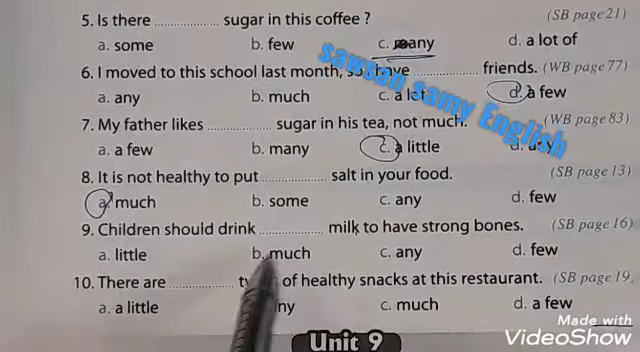 5. Is there .................. sugar in this coffee ? (SB page 21)
a. some b. few c. many d. a lot of
6. I moved to this school last month, so I have .................. friends. (WB page 77)
a. any b. much c. a lot d. a few
7. My father likes .................. sugar in his tea, not much. (WB page 83)
a. a few b. many c. a little d. any
8. It is not healthy to put .................. salt in your food. (SB page 13)
a. much b. some c. any d. few
9. Children should drink .................. milk to have strong bones. (SB page 16)
a. little b. much c. any d. few
10. There are .................. of healthy snacks at this restaurant. (SB page 19,
a. a little c. much d. a few
Unit 9
sawsan samy English
Made with
VideoShow